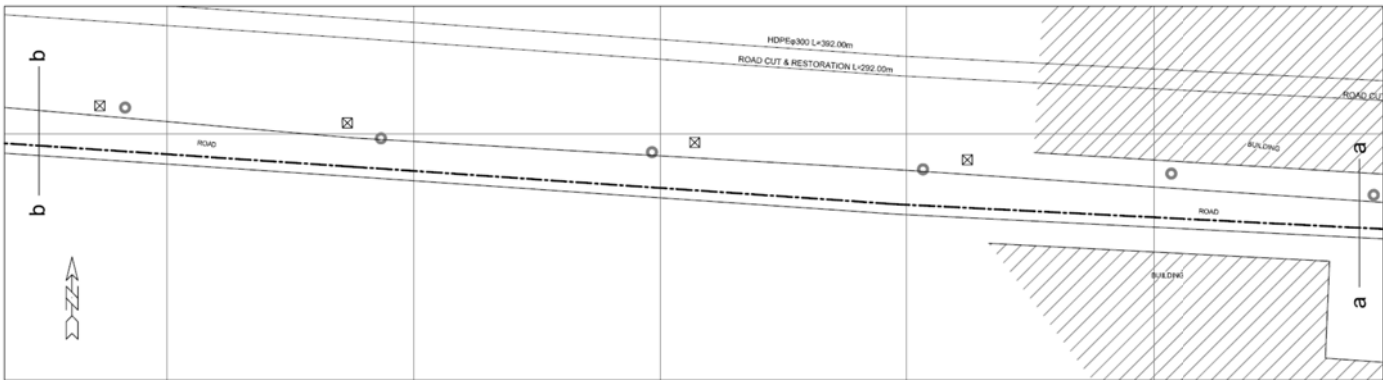 HDPEφ300 L=392.00m
ROAD CUT & RESTORATION L=292.00m
ROAD CUT
b
ROAD
BUILDING
a
b
ROAD
N
BUILDING
a